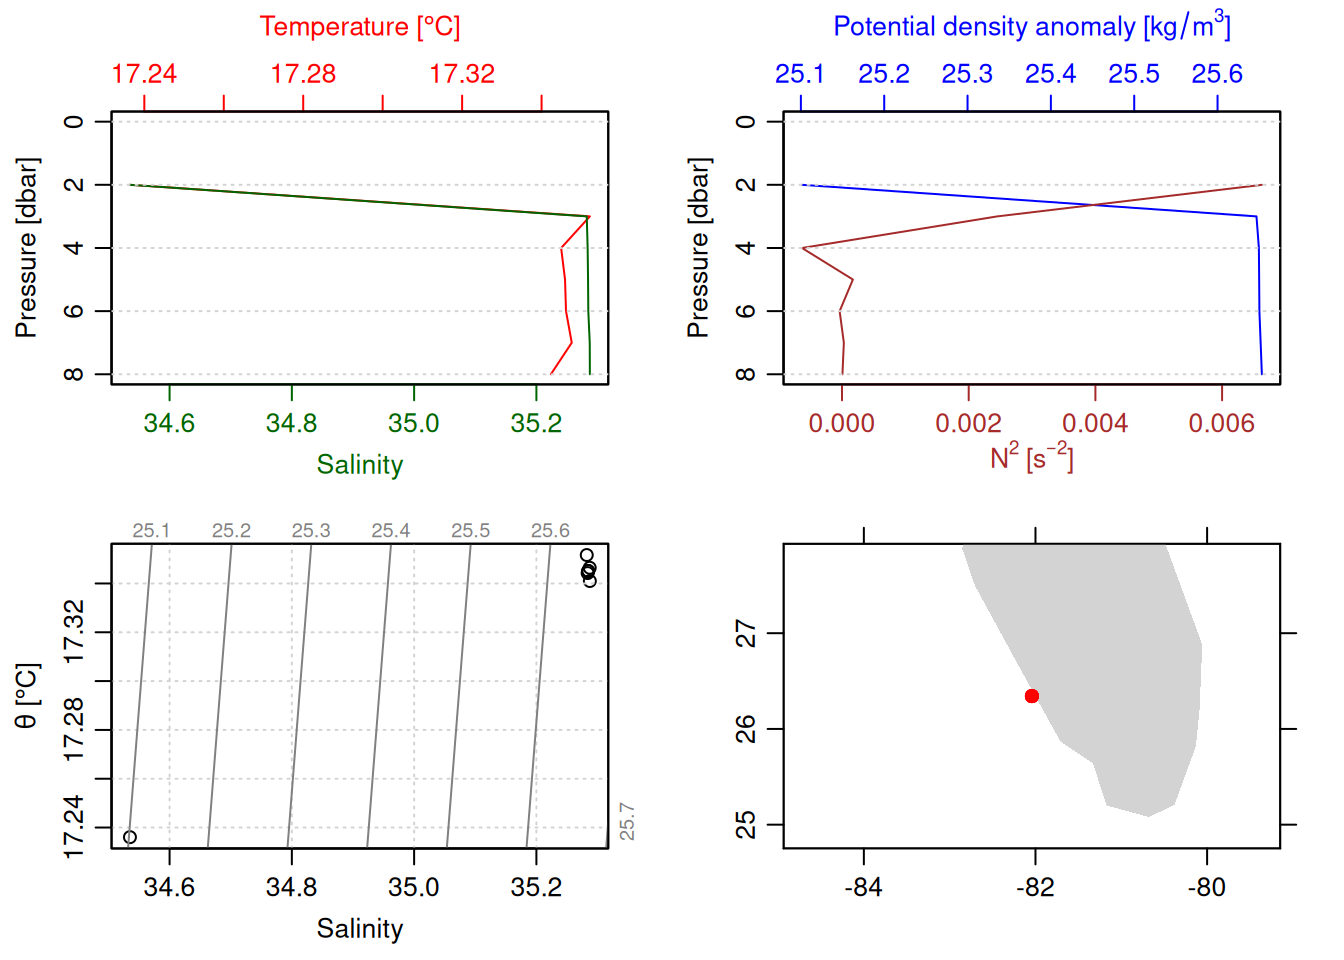 Temperature [°C]
17.24 17.28 17.32
Pressure [dbar]
0
2
4
6
8
34.6 34.8 35.0 35.2
Salinity
Potential density anomaly [kg/m³]
25.1 25.2 25.3 25.4 25.5 25.6
Pressure [dbar]
0
2
4
6
8
0.000 0.002 0.004 0.006
N² [s⁻²]
25.1 25.2 25.3 25.4 25.5 25.6
θ [°C]
17.32
17.28
17.24
25.7
34.6 34.8 35.0 35.2
Salinity
27
26
25
-84 -82 -80